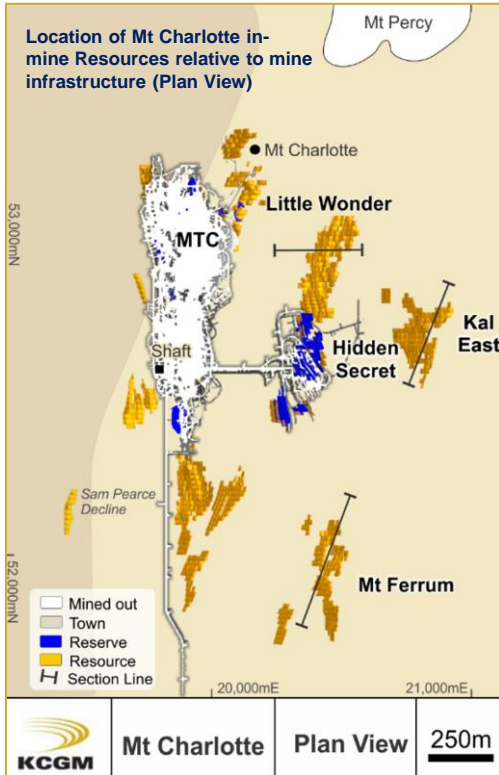 Location of Mt Charlotte in-
mine Resources relative to mine
infrastructure (Plan View)
Mt Percy
Mt Charlotte
Little Wonder
53,000mN
MTC
Kal
East
Hidden
Secret
Shaft
Sam Pearce
Decline
52,000mN
Mt Ferrum
Mined out
Town
Reserve
Resource
Section Line
20,000mE
21,000mE
KCGM
Mt Charlotte
Plan View
250m